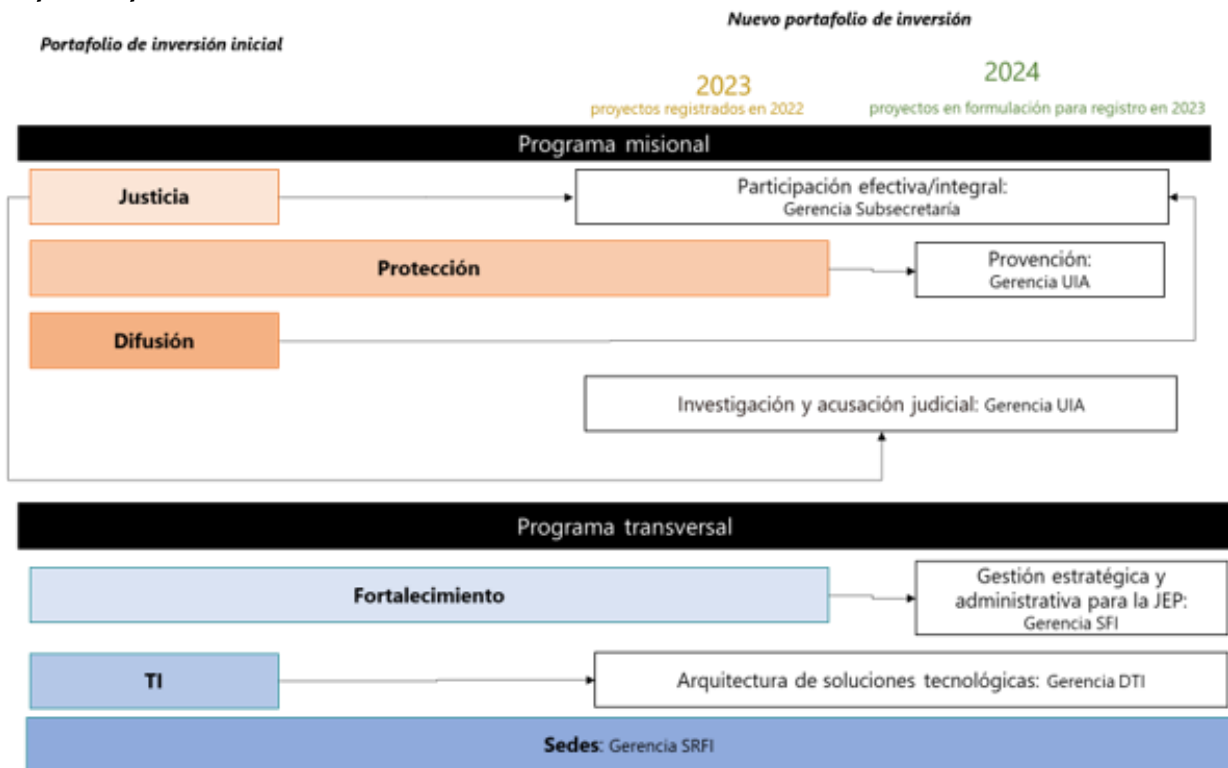 Nuevo portafolio de inversión
Portafolio de inversión inicial
2023
proyectos registrados en 2022
2024
proyectos en formulación para registro en 2023
Programa misional
Justicia
Participación efectiva/integral:
Gerencia Subsecretaría
Protección
Provención:
Gerencia UIA
Difusión
Investigación y acusación judicial: Gerencia UIA
Programa transversal
Fortalecimiento
Gestión estratégica y
administrativa para la JEP:
Gerencia SFI
TI
Arquitectura de soluciones tecnológicas: Gerencia DTI
Sedes: Gerencia SRFI